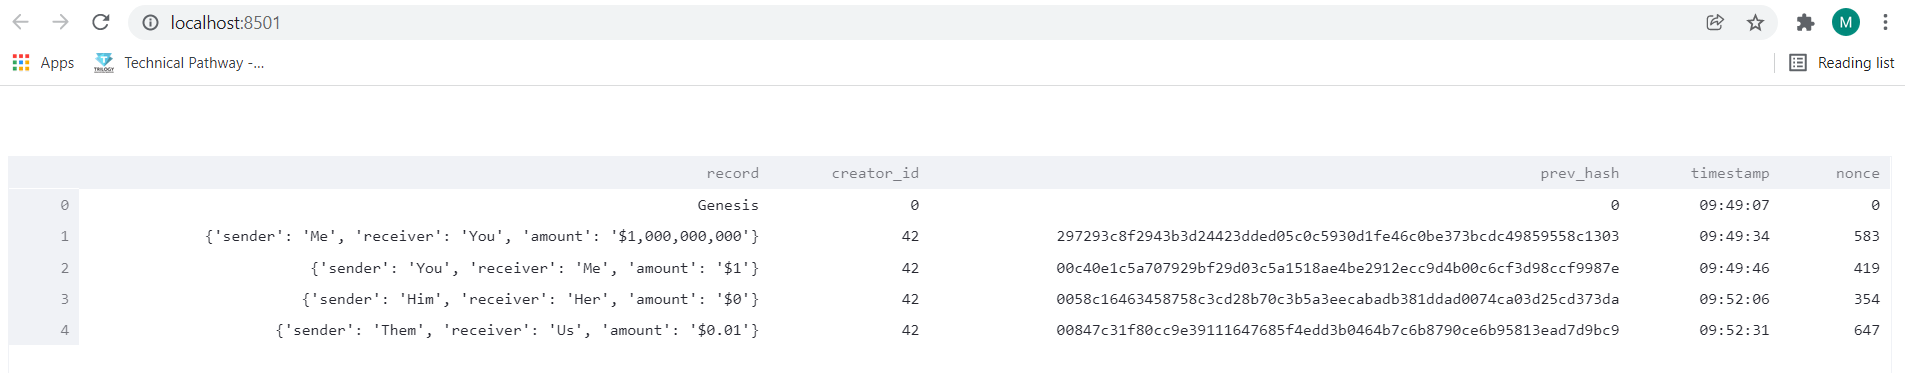 localhost:8501
M
Apps
TRILOGY
Technical Pathway -...
Reading list
record creator_id prev_hash timestamp nonce
0 Genesis 0 0 09:49:07 0
1 {'sender': 'Me', 'receiver': 'You', 'amount': '$1,000,000,000'} 42 297293c8f2943b3d24423dded05c0c5930d1fe46c0be373bcdc49859558c1303 09:49:34 583
2 {'sender': 'You', 'receiver': 'Me', 'amount': '$1'} 42 00c40e1c5a707929bf29d03c5a1518ae4be2912ecc9d4b00c6cf3d98ccf9987e 09:49:46 419
3 {'sender': 'Him', 'receiver': 'Her', 'amount': '$0'} 42 0058c16463458758c3cd28b70c3b5a3eecabadb381ddad0074ca03d25cd373da 09:52:06 354
4 {'sender': 'Them', 'receiver': 'Us', 'amount': '$0.01'} 42 00847c31f80cc9e39111647685f4edd3b0464b7c6b8790ce6b95813ead7d9bc9 09:52:31 647